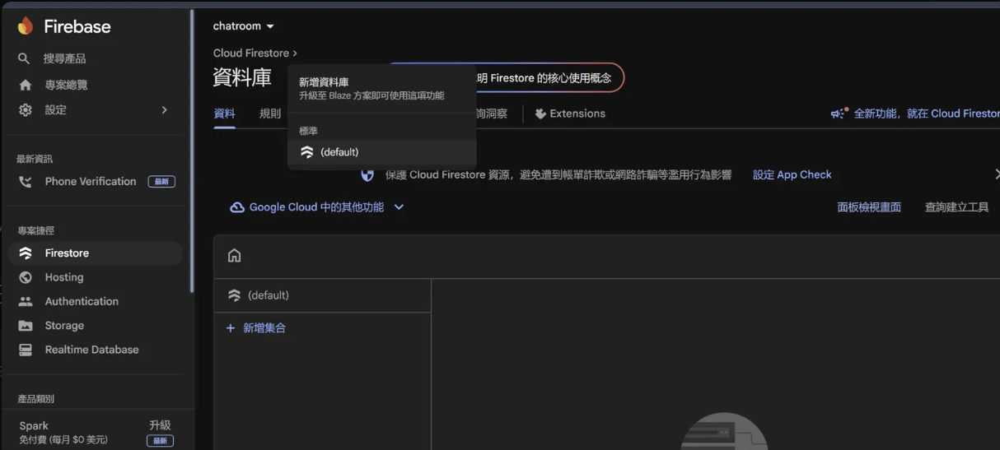 Firebase
搜尋產品
專案總覽
設定
最新資訊
Phone Verification 最新
專案捷徑
Firestore
Hosting
Authentication
Storage
Realtime Database
產品類別
Spark
免付費 (每月 $0 美元)
升級
最新
chatroom
Cloud Firestore
資料庫
新增資料庫
升級至 Blaze 方案即可使用這項功能
標準
(default)
明 Firestore 的核心使用概念
資料 規則 詢洞察 Extensions
全新功能，就在 Cloud Firestor
保護 Cloud Firestore 資源，避免遭到帳單詐欺或網路詐騙等濫用行為影響 設定 App Check
Google Cloud 中的其他功能
面板檢視畫面 查詢建立工具
(default)
+ 新增集合